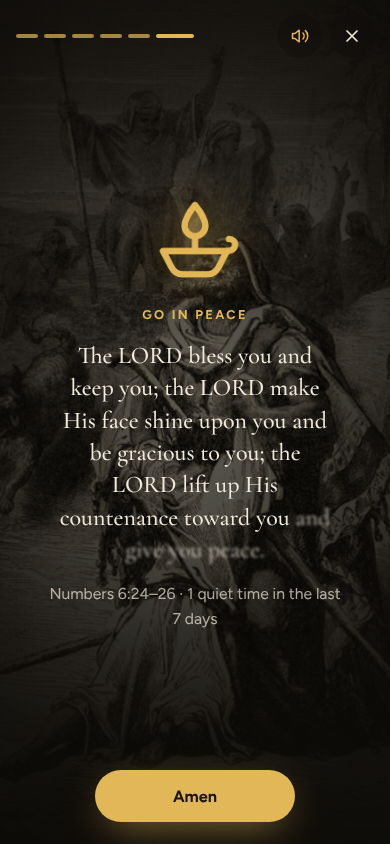 GO IN PEACE
The LORD bless you and
keep you; the LORD make
His face shine upon you and
be gracious to you; the
LORD lift up His
countenance toward you and
give you peace.
Numbers 6:24–26 · 1 quiet time in the last
7 days
Amen